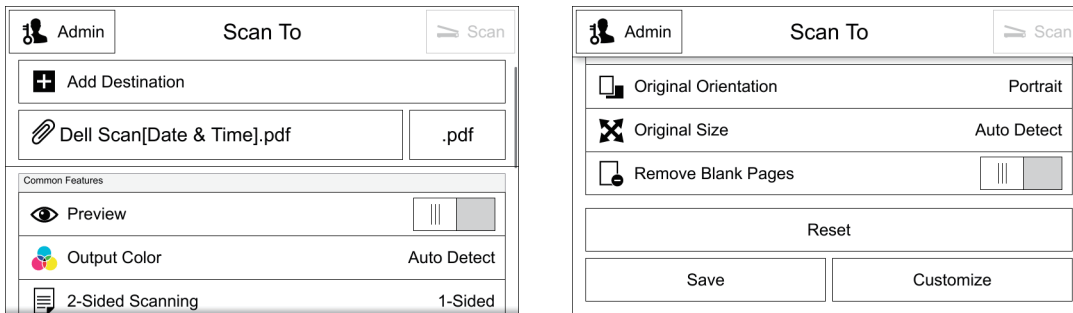 Admin
Scan To
Scan
Add Destination
Dell Scan[Date & Time].pdf
.pdf
Common Features
Preview
Output Color
Auto Detect
2-Sided Scanning
1-Sided
Admin
Scan To
Scan
Original Orientation
Portrait
Original Size
Auto Detect
Remove Blank Pages
Reset
Save
Customize